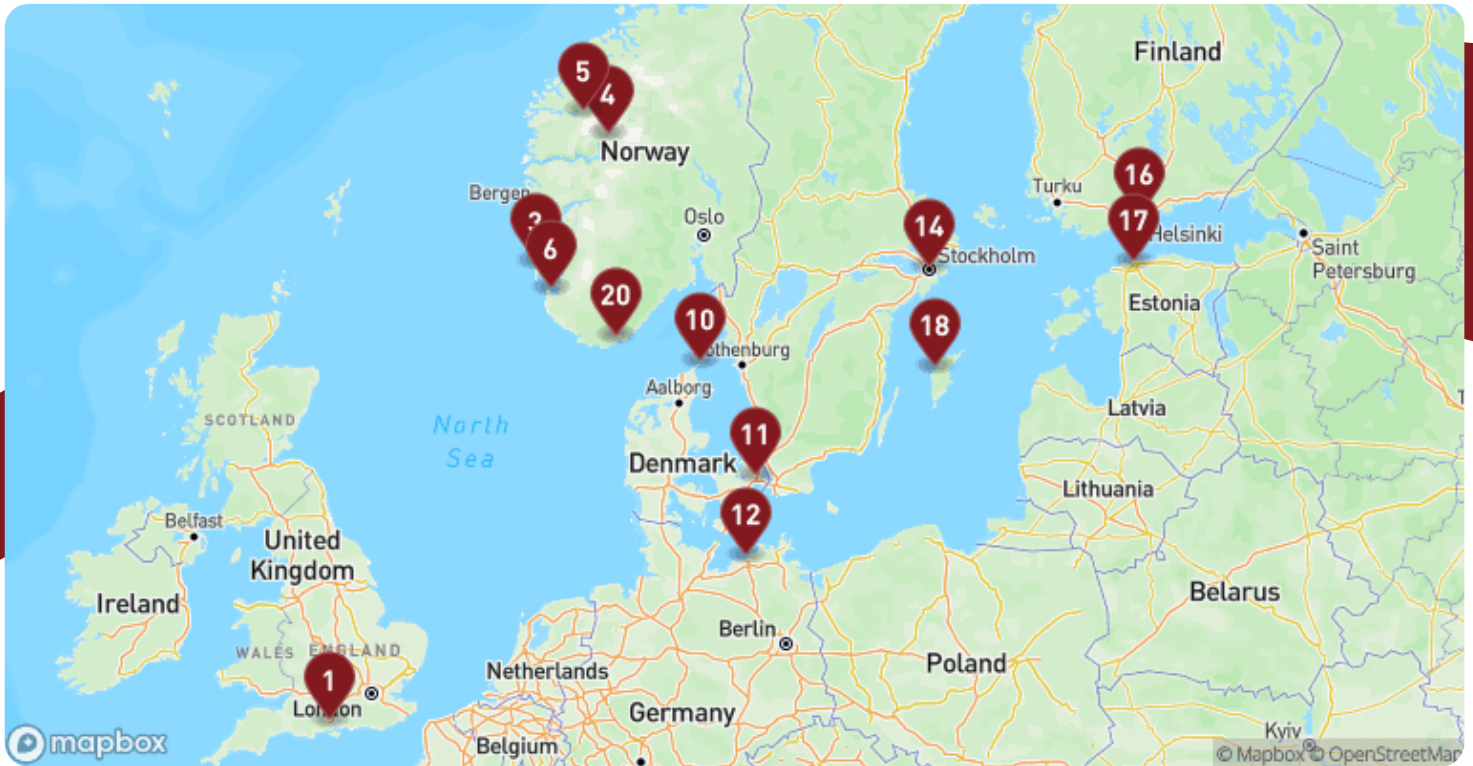 5
4
Finland
Norway
16
Turku
Bergen
3
6
Oslo
14
17
Helsinki
Stockholm
Saint
Petersburg
20
10
Estonia
18
othenburg
Aalborg
SCOTLAND
North
Sea
11
Denmark
Latvia
Lithuania
12
Belfast
United
Kingdom
Ireland
Belarus
Berlin
WALES
ENGLAND
Netherlands
Poland
1
London
Germany
Belgium
Kyiv
mapbox
© Mapbox © OpenStreetMap